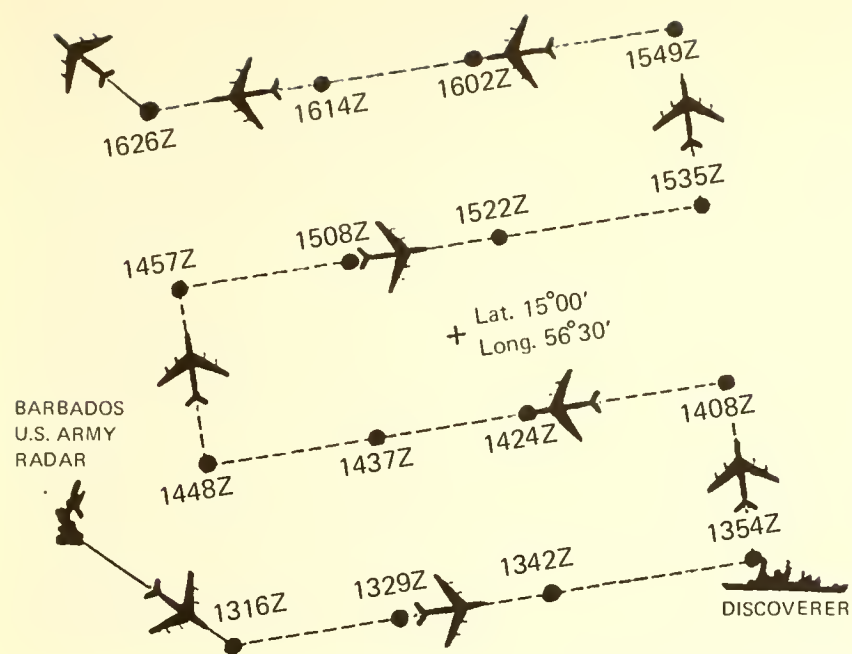 1549Z
1602Z
1614Z
1626Z
1535Z
1522Z
1508Z
1457Z
Lat. 15°00′
Long. 56°30′
BARBADOS
U.S. ARMY
RADAR
1408Z
1424Z
1437Z
1448Z
1354Z
1342Z
1329Z
1316Z
DISCOVERER